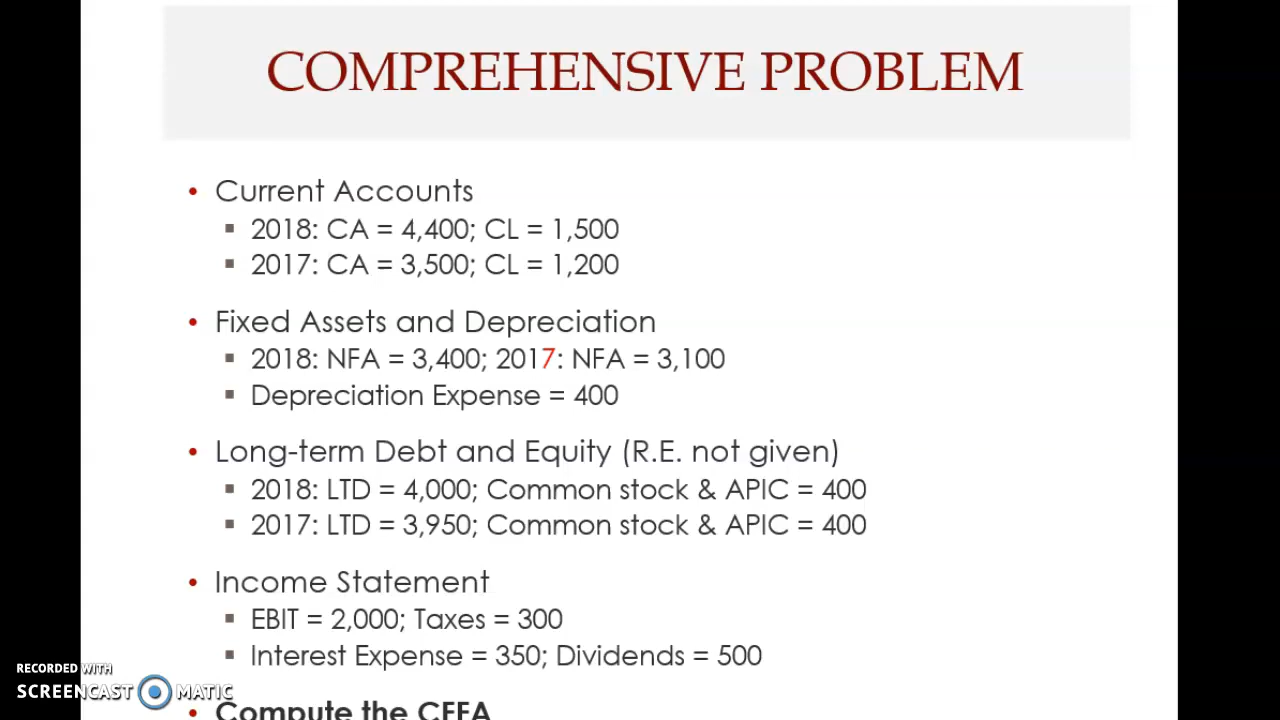 COMPREHENSIVE PROBLEM
• Current Accounts
▪ 2018: CA = 4,400; CL = 1,500
▪ 2017: CA = 3,500; CL = 1,200
• Fixed Assets and Depreciation
▪ 2018: NFA = 3,400; 2017: NFA = 3,100
▪ Depreciation Expense = 400
• Long-term Debt and Equity (R.E. not given)
▪ 2018: LTD = 4,000; Common stock & APIC = 400
▪ 2017: LTD = 3,950; Common stock & APIC = 400
• Income Statement
▪ EBIT = 2,000; Taxes = 300
▪ Interest Expense = 350; Dividends = 500
• Compute the CFFA
RECORDED WITH
SCREENCAST MATIC